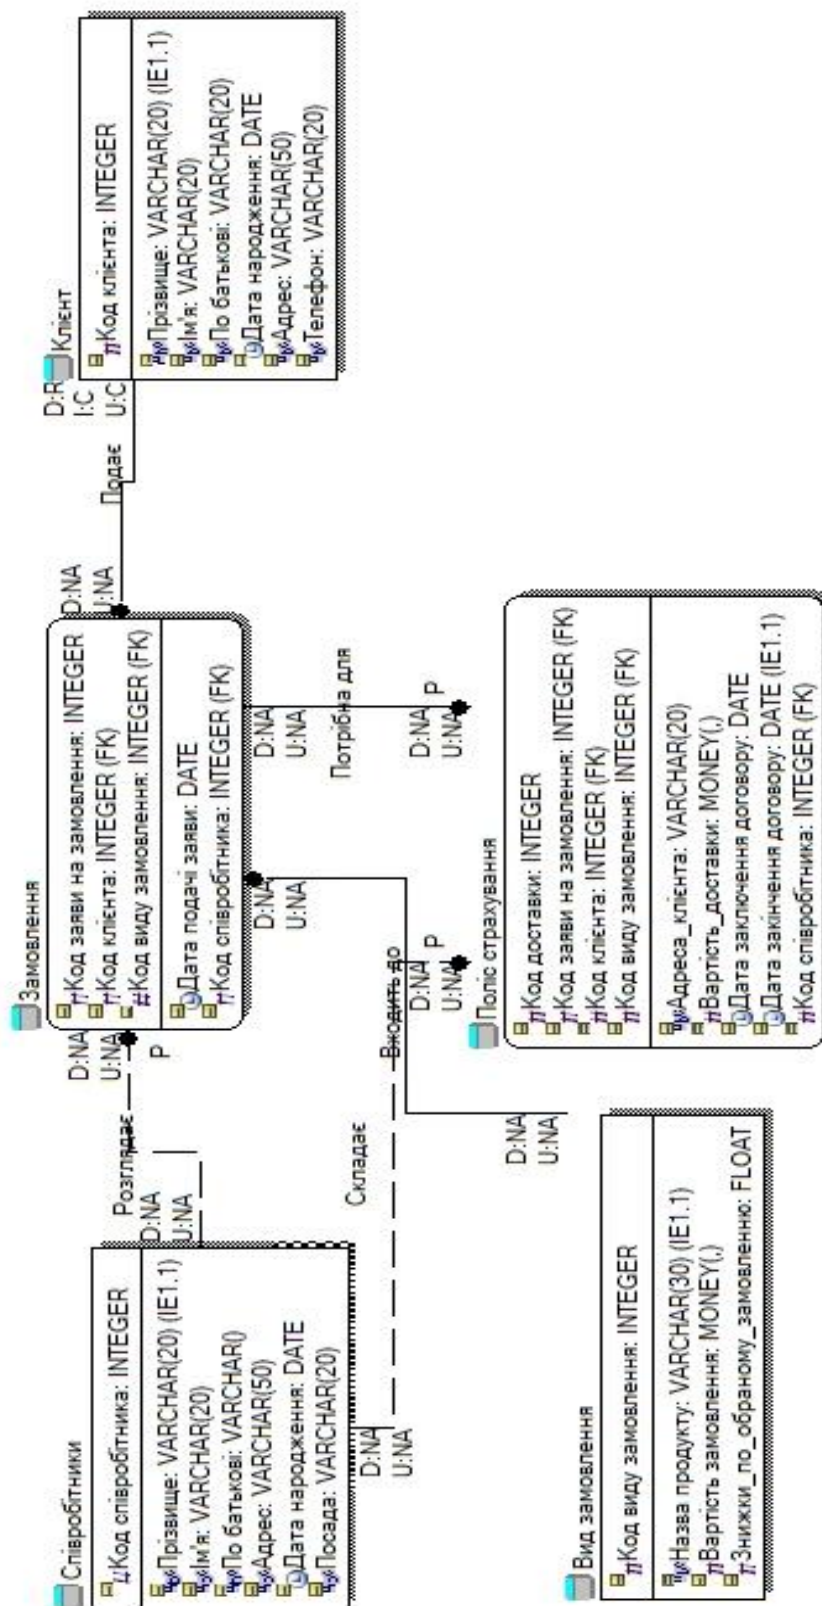 Співробітники
Код співробітника: INTEGER
Прізвище: VARCHAR(20) (IE1.1)
Ім'я: VARCHAR(20)
По батькові: VARCHAR()
Адрес: VARCHAR(50)
Дата народження: DATE
Посада: VARCHAR(20)
D:NA
U:NA
Розглядає
D:NA
U:NA
P
Замовлення
Код заяви на замовлення: INTEGER
Код клієнта: INTEGER (FK)
Код виду замовлення: INTEGER (FK)
Дата подачі заяви: DATE
Код співробітника: INTEGER (FK)
D:NA
U:NA
Подає
D:R
I:C
U:C
Клієнт
Код клієнта: INTEGER
Прізвище: VARCHAR(20) (IE1.1)
Ім'я: VARCHAR(20)
По батькові: VARCHAR(20)
Дата народження: DATE
Адрес: VARCHAR(50)
Телефон: VARCHAR(20)
D:NA
U:NA
Складає
D:NA
U:NA
P
Входить до
D:NA
U:NA
D:NA
U:NA
Потрібна для
D:NA
U:NA
P
D:NA
U:NA
Вид замовлення
Код виду замовлення: INTEGER
Назва продукту: VARCHAR(30) (IE1.1)
Вартість замовлення: MONEY(,)
Знижки_по_обраному_замовленню: FLOAT
Поліс страхування
Код доставки: INTEGER
Код заяви на замовлення: INTEGER (FK)
Код клієнта: INTEGER (FK)
Код виду замовлення: INTEGER (FK)
Адреса_клієнта: VARCHAR(20)
Вартість_доставки: MONEY(,)
Дата заключення договору: DATE
Дата закінчення договору: DATE (IE1.1)
Код співробітника: INTEGER (FK)